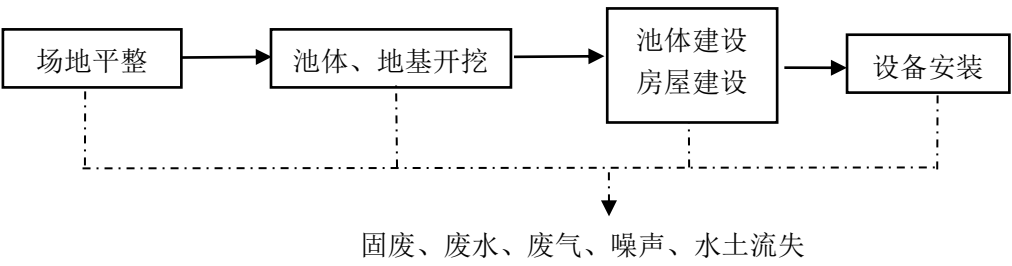 场地平整
池体、地基开挖
池体建设
房屋建设
设备安装
固废、废水、废气、噪声、水土流失